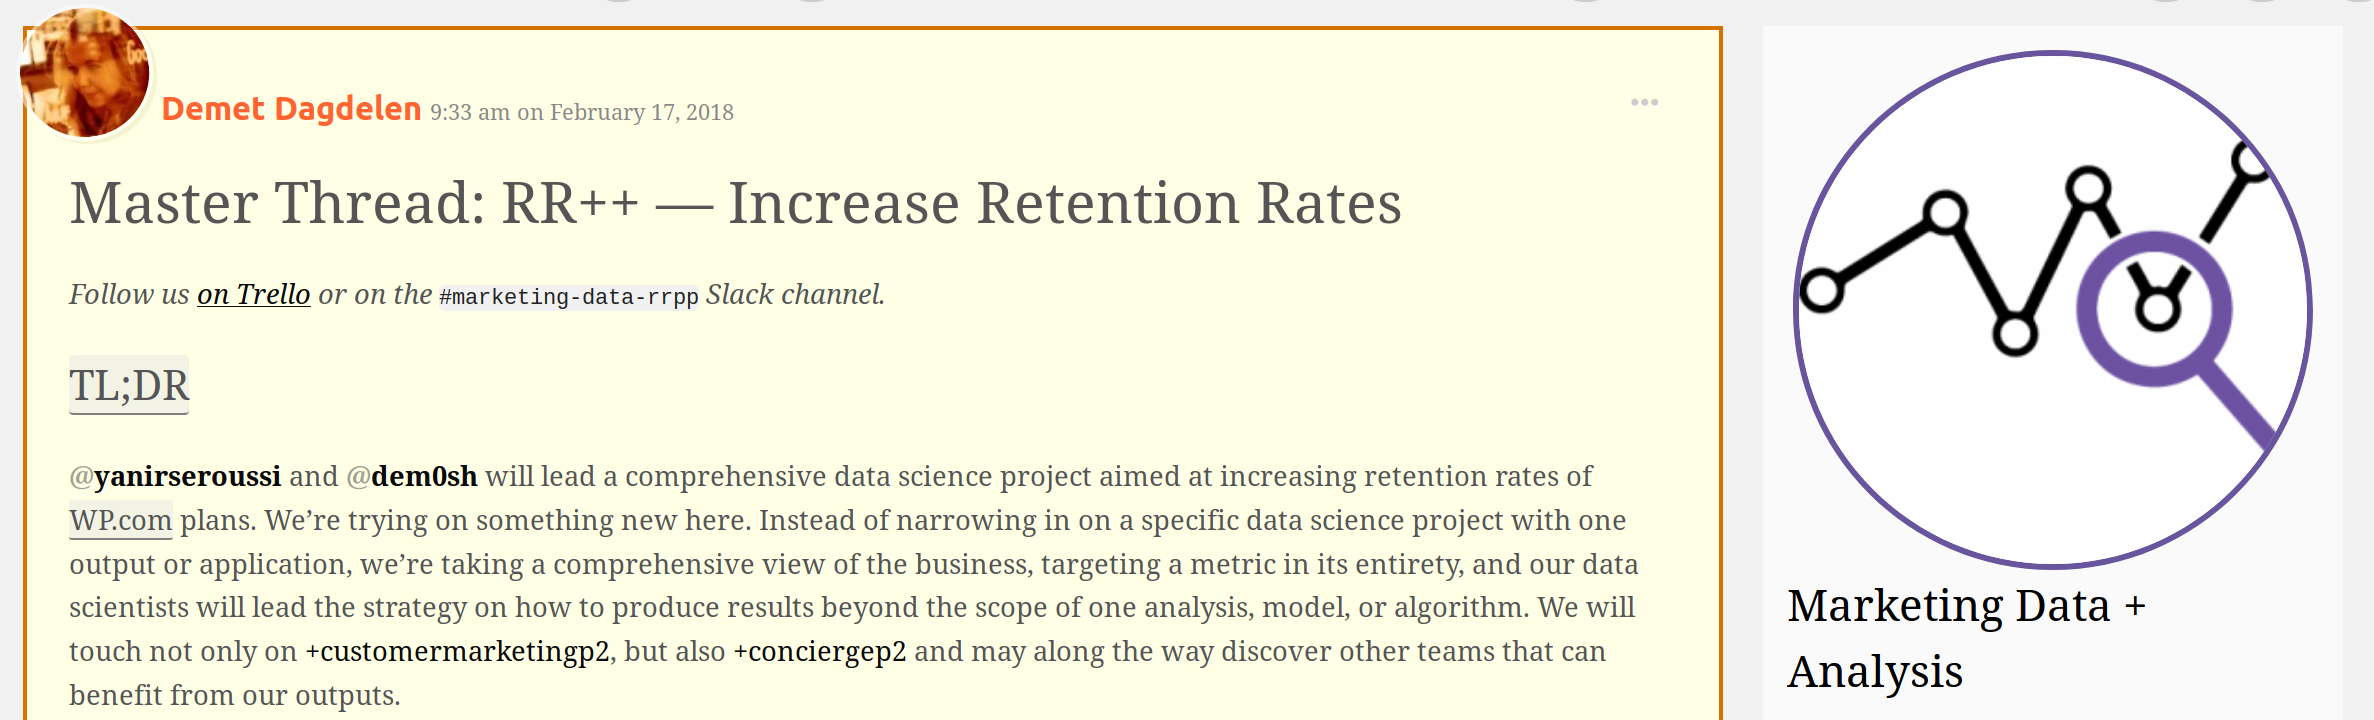 Demet Dagdelen 9:33 am on February 17, 2018
Master Thread: RR++ — Increase Retention Rates
Follow us on Trello or on the #marketing-data-rrpp Slack channel.
TL;DR
@yanirseroussi and @dem0sh will lead a comprehensive data science project aimed at increasing retention rates of
WP.com plans. We’re trying on something new here. Instead of narrowing in on a specific data science project with one
output or application, we’re taking a comprehensive view of the business, targeting a metric in its entirety, and our data
scientists will lead the strategy on how to produce results beyond the scope of one analysis, model, or algorithm. We will
touch not only on +customermarketingp2, but also +conciergep2 and may along the way discover other teams that can
benefit from our outputs.
Marketing Data +
Analysis